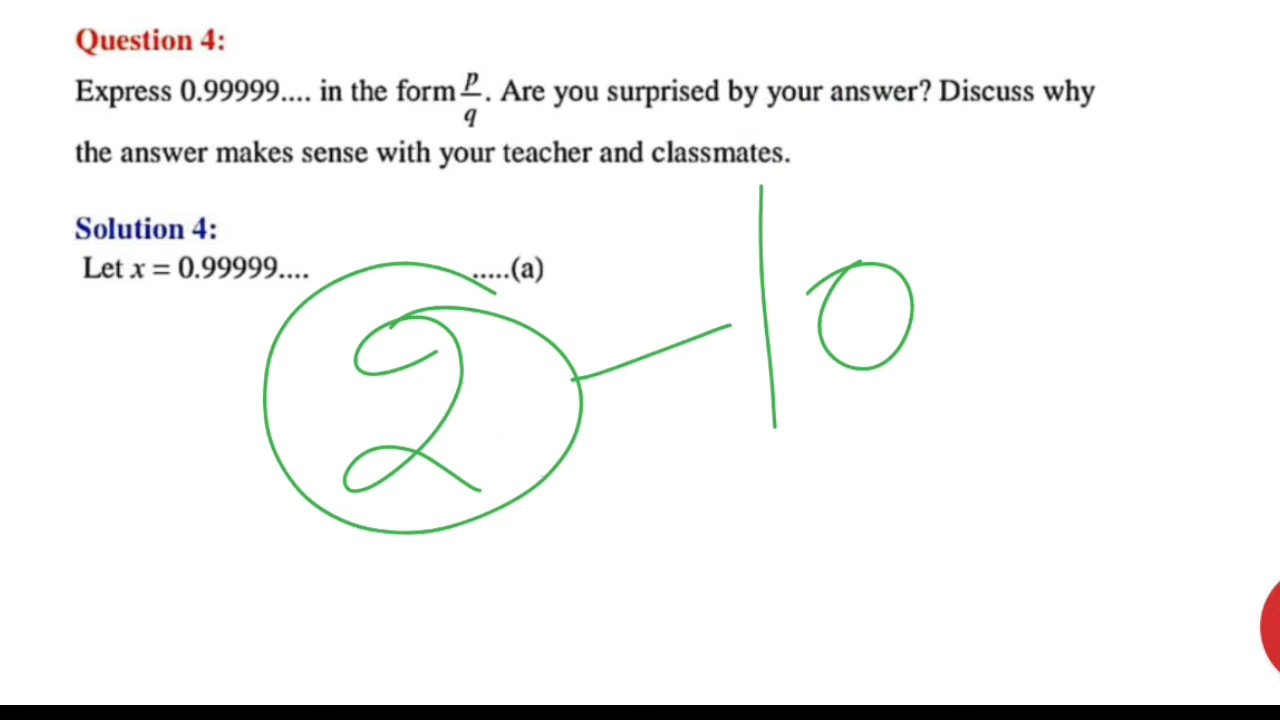 Question 4:
Express 0.99999.... in the form p/q. Are you surprised by your answer? Discuss why
the answer makes sense with your teacher and classmates.
Solution 4:
Let x = 0.99999.... .....(a)
2 10